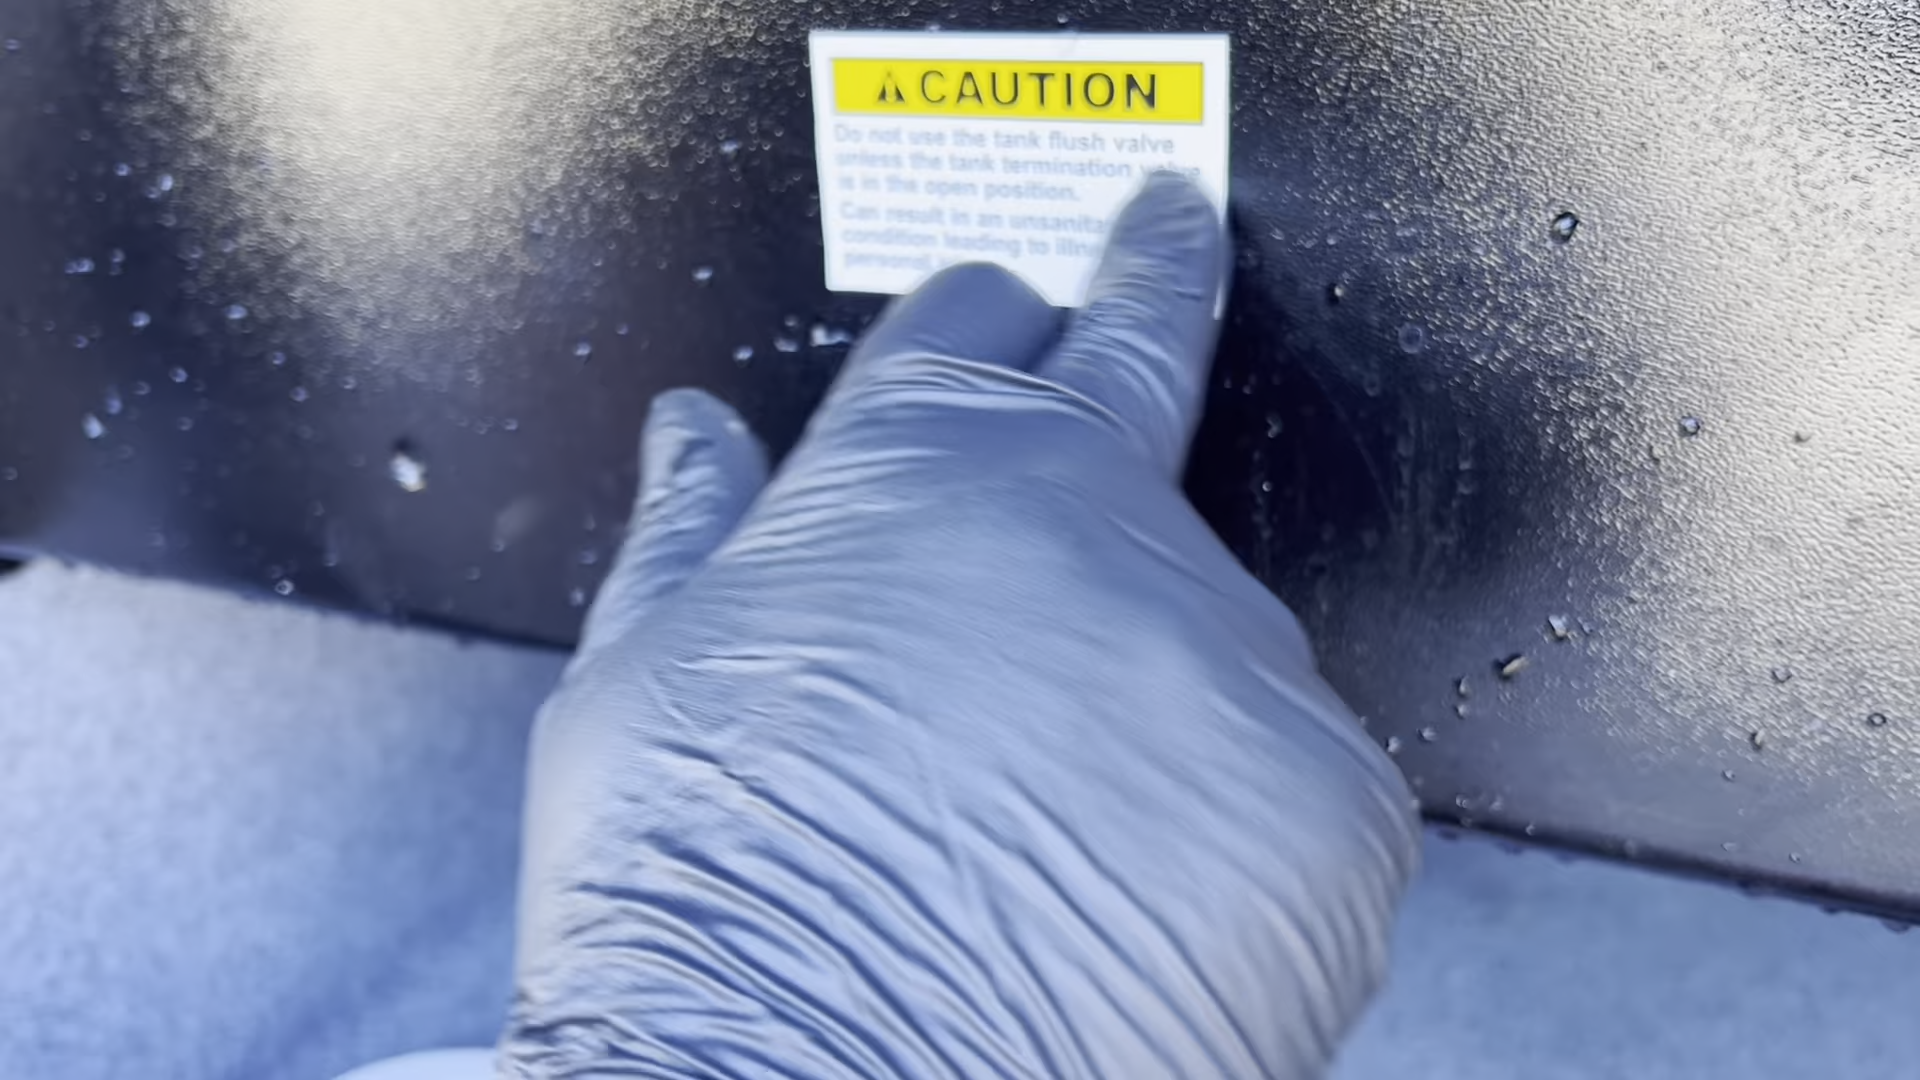 CAUTION
Do not use the tank flush valve
unless the tank termination valve
is in the open position.
Can result in an
condition leading to
personal